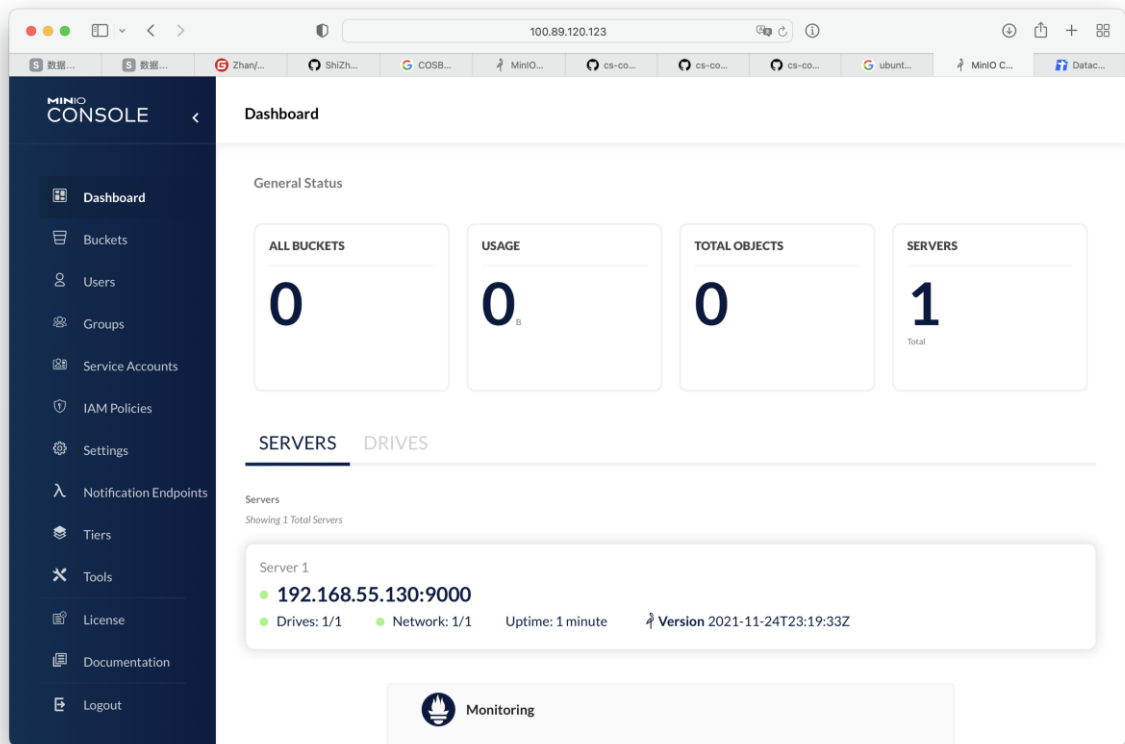 100.89.120.123
S 数据...
S 数据...
G Zhan/...
ShiZh...
G COSB...
MinIO...
cs-co...
cs-co...
cs-co...
G ubunt...
MinIO C...
Datac...
MINIO
CONSOLE
Dashboard
Buckets
Users
Groups
Service Accounts
IAM Policies
Settings
Notification Endpoints
Tiers
Tools
License
Documentation
Logout
Dashboard
General Status
ALL BUCKETS
0
USAGE
0 B
TOTAL OBJECTS
0
SERVERS
1
Total
SERVERS DRIVES
Servers
Showing 1 Total Servers
Server 1
192.168.55.130:9000
Drives: 1/1 Network: 1/1 Uptime: 1 minute Version 2021-11-24T23:19:33Z
Monitoring